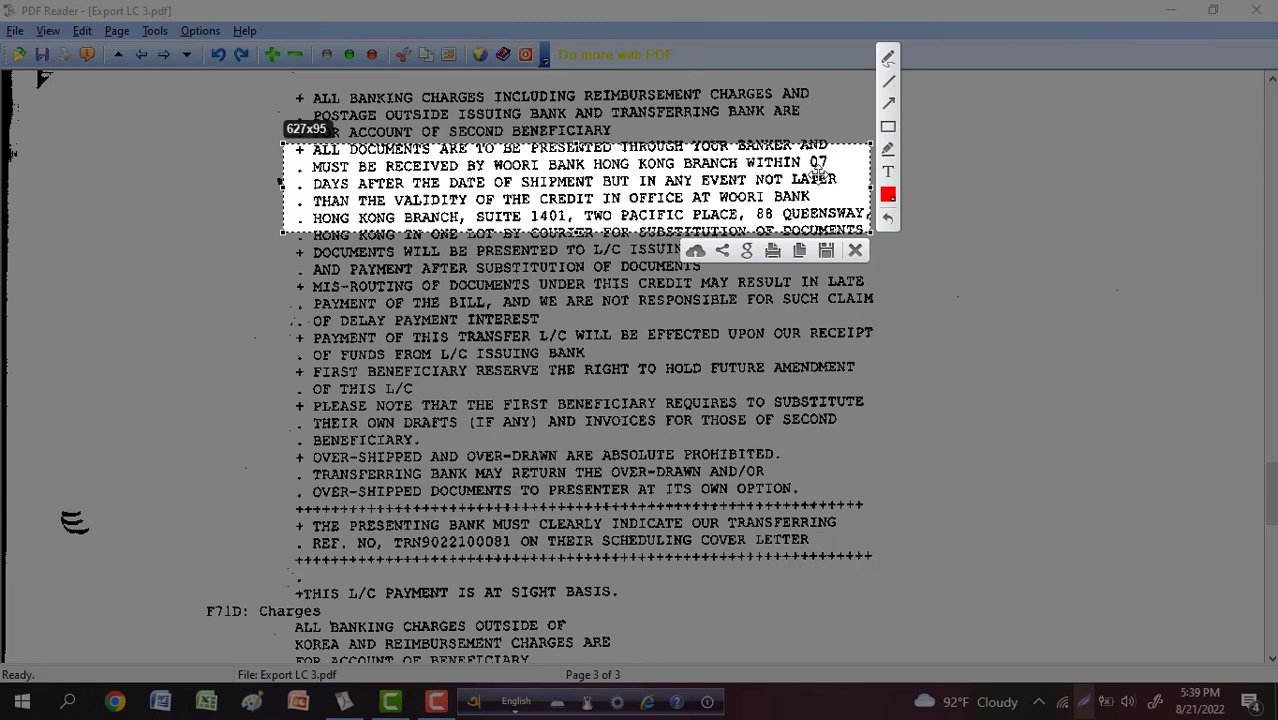 PDF Reader - [Export LC 3.pdf]
File View Edit Page Tools Options Help
Do more with PDF
+ ALL BANKING CHARGES INCLUDING REIMBURSEMENT CHARGES AND
. POSTAGE OUTSIDE ISSUING BANK AND TRANSFERRING BANK ARE
627x95
FOR ACCOUNT OF SECOND BENEFICIARY
+ ALL DOCUMENTS ARE TO BE PRESENTED THROUGH YOUR BANKER AND
. MUST BE RECEIVED BY WOORI BANK HONG KONG BRANCH WITHIN 07
. DAYS AFTER THE DATE OF SHIPMENT BUT IN ANY EVENT NOT LATER
. THAN THE VALIDITY OF THE CREDIT IN OFFICE AT WOORI BANK
. HONG KONG BRANCH, SUITE 1401, TWO PACIFIC PLACE, 88 QUEENSWAY,
. HONG KONG IN ONE LOT BY COURIER FOR SUBSTITUTION OF DOCUMENTS.
+ DOCUMENTS WILL BE PRESENTED TO L/C ISSUIN
. AND PAYMENT AFTER SUBSTITUTION OF DOCUMENTS
+ MIS-ROUTING OF DOCUMENTS UNDER THIS CREDIT MAY RESULT IN LATE
. PAYMENT OF THE BILL, AND WE ARE NOT RESPONSIBLE FOR SUCH CLAIM
. OF DELAY PAYMENT INTEREST
+ PAYMENT OF THIS TRANSFER L/C WILL BE EFFECTED UPON OUR RECEIPT
. OF FUNDS FROM L/C ISSUING BANK
+ FIRST BENEFICIARY RESERVE THE RIGHT TO HOLD FUTURE AMENDMENT
. OF THIS L/C
+ PLEASE NOTE THAT THE FIRST BENEFICIARY REQUIRES TO SUBSTITUTE
. THEIR OWN DRAFTS (IF ANY) AND INVOICES FOR THOSE OF SECOND
. BENEFICIARY.
+ OVER-SHIPPED AND OVER-DRAWN ARE ABSOLUTE PROHIBITED.
. TRANSFERRING BANK MAY RETURN THE OVER-DRAWN AND/OR
. OVER-SHIPPED DOCUMENTS TO PRESENTER AT ITS OWN OPTION.
+++++++++++++++++++++++++++++++++++++++++++++++++++++++++++++++
+ THE PRESENTING BANK MUST CLEARLY INDICATE OUR TRANSFERRING
. REF. NO, TRN9022100081 ON THEIR SCHEDULING COVER LETTER
++++++++++++++++++++++++++++++++++++++++++++++++++++++++++++++++
.
+THIS L/C PAYMENT IS AT SIGHT BASIS.
F71D: Charges
ALL BANKING CHARGES OUTSIDE OF
KOREA AND REIMBURSEMENT CHARGES ARE
FOR ACCOUNT OF BENEFICIARY
Ready. File: Export LC 3.pdf Page 3 of 3
English
92°F Cloudy
5:39 PM
8/21/2022
4